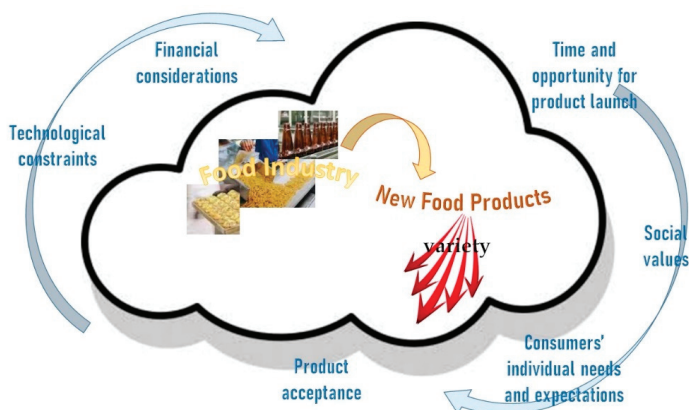 Financial
considerations
Time and
opportunity for
product launch
Technological
constraints
Food Industry
New Food Products
variety
Social
values
Consumers'
individual needs
and expectations
Product
acceptance